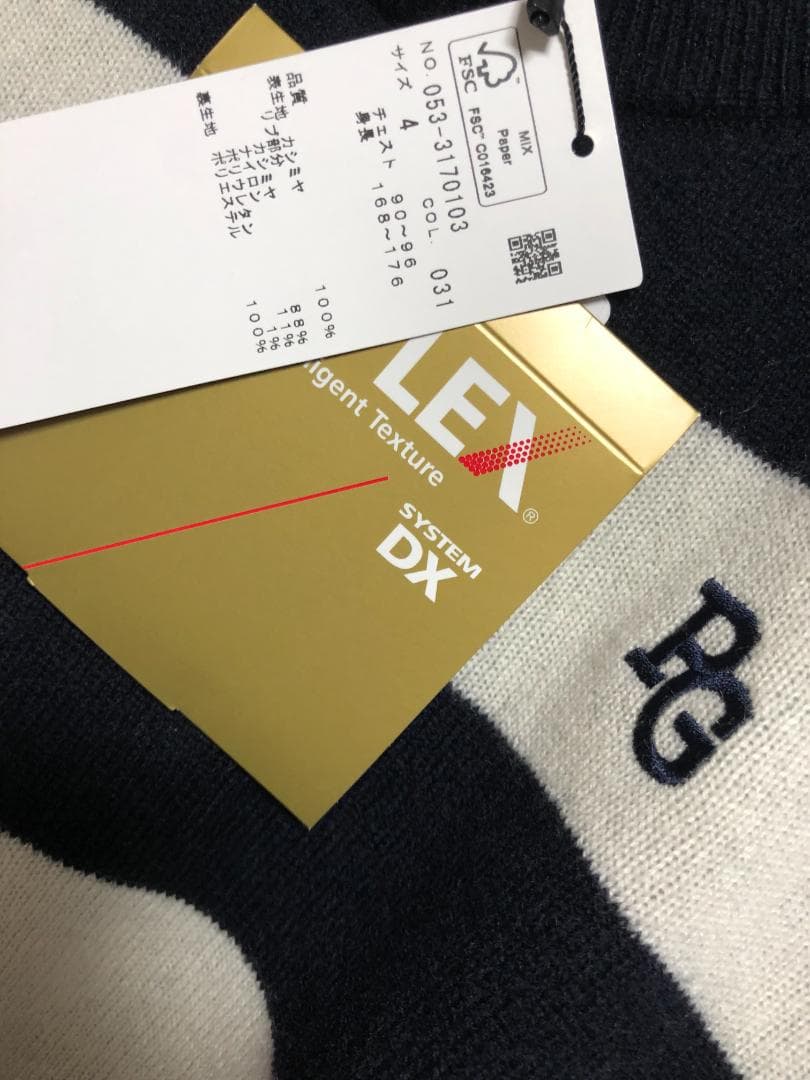 MIX
Paper
FSC™ C016423
FSC
NO. 053-3170103 COL. 031
サイズ 4
チェスト 90~96
身長 168~176
品質
表生地 カシミヤ 100%
リブ部分 カシミヤ 88%
ナイロン 11%
ポリウレタン 1%
裏生地 ポリエステル 100%
LEX®
ligent Texture
SYSTEM
DX
PG